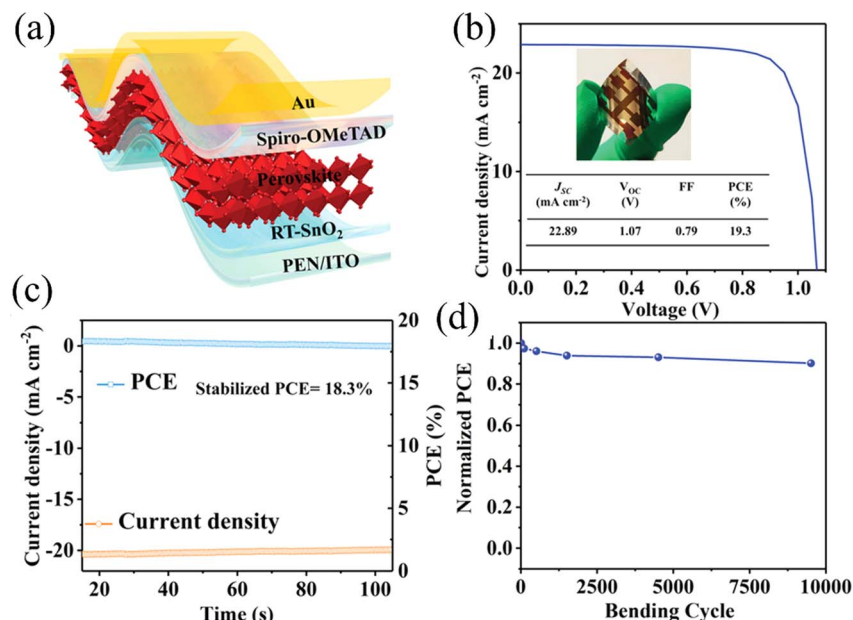 (a)
Au
Spiro-OMeTAD
Perovskite
RT-SnO₂
PEN/ITO
(b)
Current density (mA cm⁻²)
20
10
0
J_SC (mA cm⁻²) V_OC (V) FF PCE (%)
22.89 1.07 0.79 19.3
0.0 0.2 0.4 0.6 0.8 1.0
Voltage (V)
(c)
Current density (mA cm⁻²)
0
-5
-10
-15
-20
PCE
Stabilized PCE= 18.3%
Current density
20
15
10
5
0
PCE (%)
20 40 60 80 100
Time (s)
(d)
Normalized PCE
1.0
0.8
0.6
0.4
0.2
0.0
0 2500 5000 7500 10000
Bending Cycle